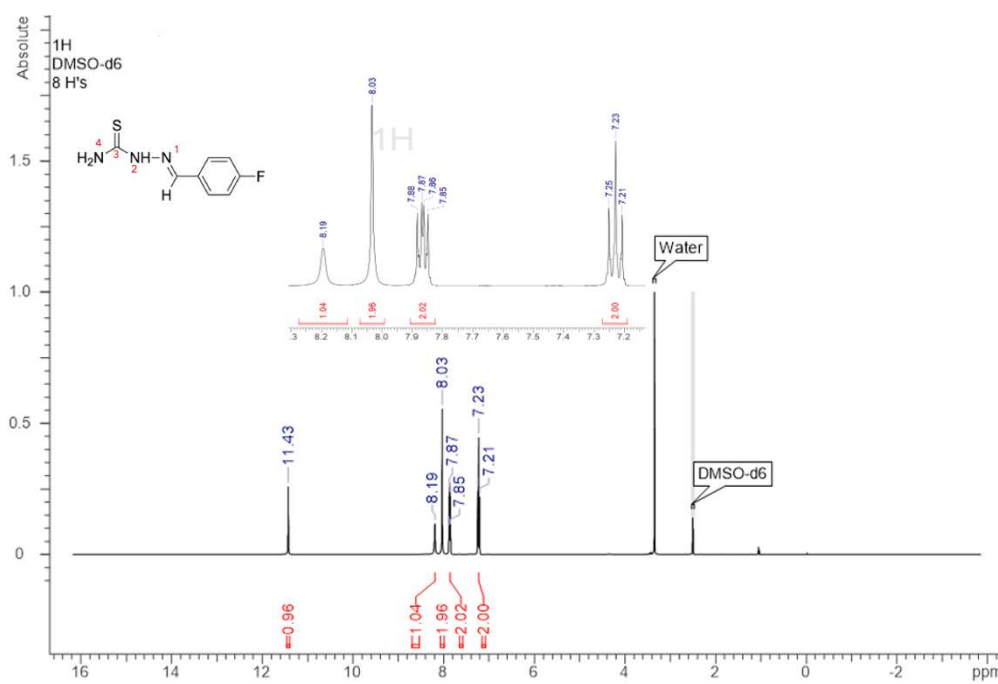 Absolute
1H
DMSO-d6
8 H's
S
4
H₂N
3
NH
2
N
1
H
F
1H
8.19
8.03
7.88
7.87
7.86
7.85
7.25
7.23
7.21
1.04
1.96
2.02
2.00
.3 8.2 8.1 8.0 7.9 7.8 7.7 7.6 7.5 7.4 7.3 7.2
Water
DMSO-d6
1.5
1.0
0.5
0
11.43
8.19
8.03
7.87
7.85
7.23
7.21
0.96
1.04
1.96
2.02
2.00
16 14 12 10 8 6 4 2 0 -2 ppm